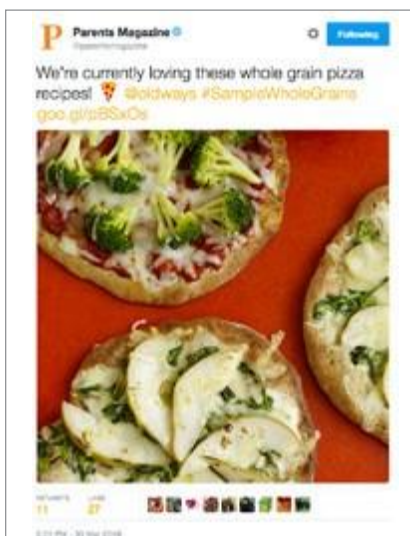 P Parents Magazine
Following
We're currently loving these whole grain pizza
recipes! @oldways #SampleWholeGrains
goo.gl/pBSxOs
11
27